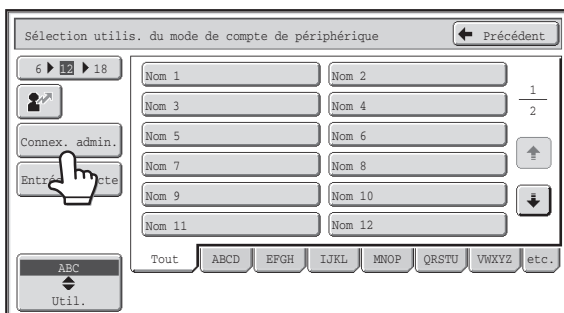 Sélection utilis. du mode de compte de périphérique
Précédent
6 12 18
Nom 1
Nom 2
1
2
Nom 3
Nom 4
Connex. admin.
Nom 5
Nom 6
Nom 7
Nom 8
Nom 9
Nom 10
Nom 11
Nom 12
Tout ABCD EFGH IJKL MNOP QRSTU VWXYZ etc.
ABC
Util.